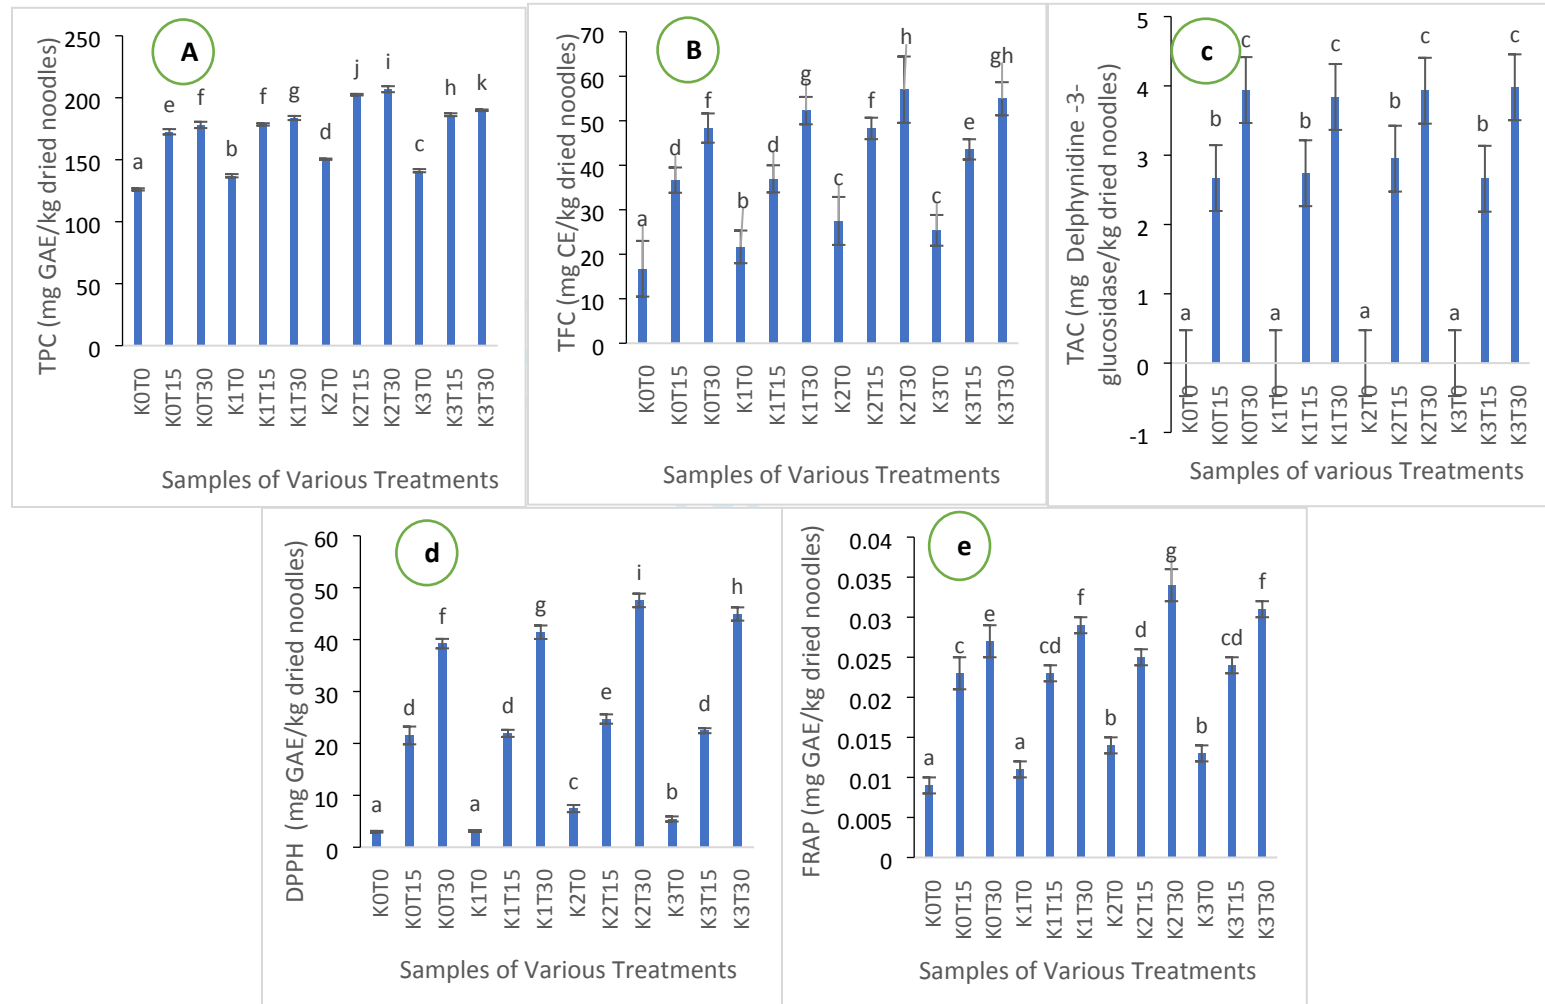 A
TPC (mg GAE/kg dried noodles)
250
200
150
100
50
0
a e f b f g d j i c h k
K0T0 K0T15 K0T30 K1T0 K1T15 K1T30 K2T0 K2T15 K2T30 K3T0 K3T15 K3T30
Samples of Various Treatments
B
TFC (mg CE/kg dried noodles)
70
60
50
40
30
20
10
0
a d f b d g c f h c e gh
K0T0 K0T15 K0T30 K1T0 K1T15 K1T30 K2T0 K2T15 K2T30 K3T0 K3T15 K3T30
Samples of Various Treatments
c
TAC (mg Delphynidine -3-
glucosidase/kg dried noodles)
5
4
3
2
1
0
-1
a b c a b c a b c a b c
K0T0 K0T15 K0T30 K1T0 K1T15 K1T30 K2T0 K2T15 K2T30 K3T0 K3T15 K3T30
Samples of various Treatments
d
DPPH (mg GAE/kg dried noodles)
60
50
40
30
20
10
0
a d f a d g c e i b d h
K0T0 K0T15 K0T30 K1T0 K1T15 K1T30 K2T0 K2T15 K2T30 K3T0 K3T15 K3T30
Samples of Various Treatments
e
FRAP (mg GAE/kg dried noodles)
0.04
0.035
0.03
0.025
0.02
0.015
0.01
0.005
0
a c e a cd f b d g b cd f
K0T0 K0T15 K0T30 K1T0 K1T15 K1T30 K2T0 K2T15 K2T30 K3T0 K3T15 K3T30
Samples of Various Treatments